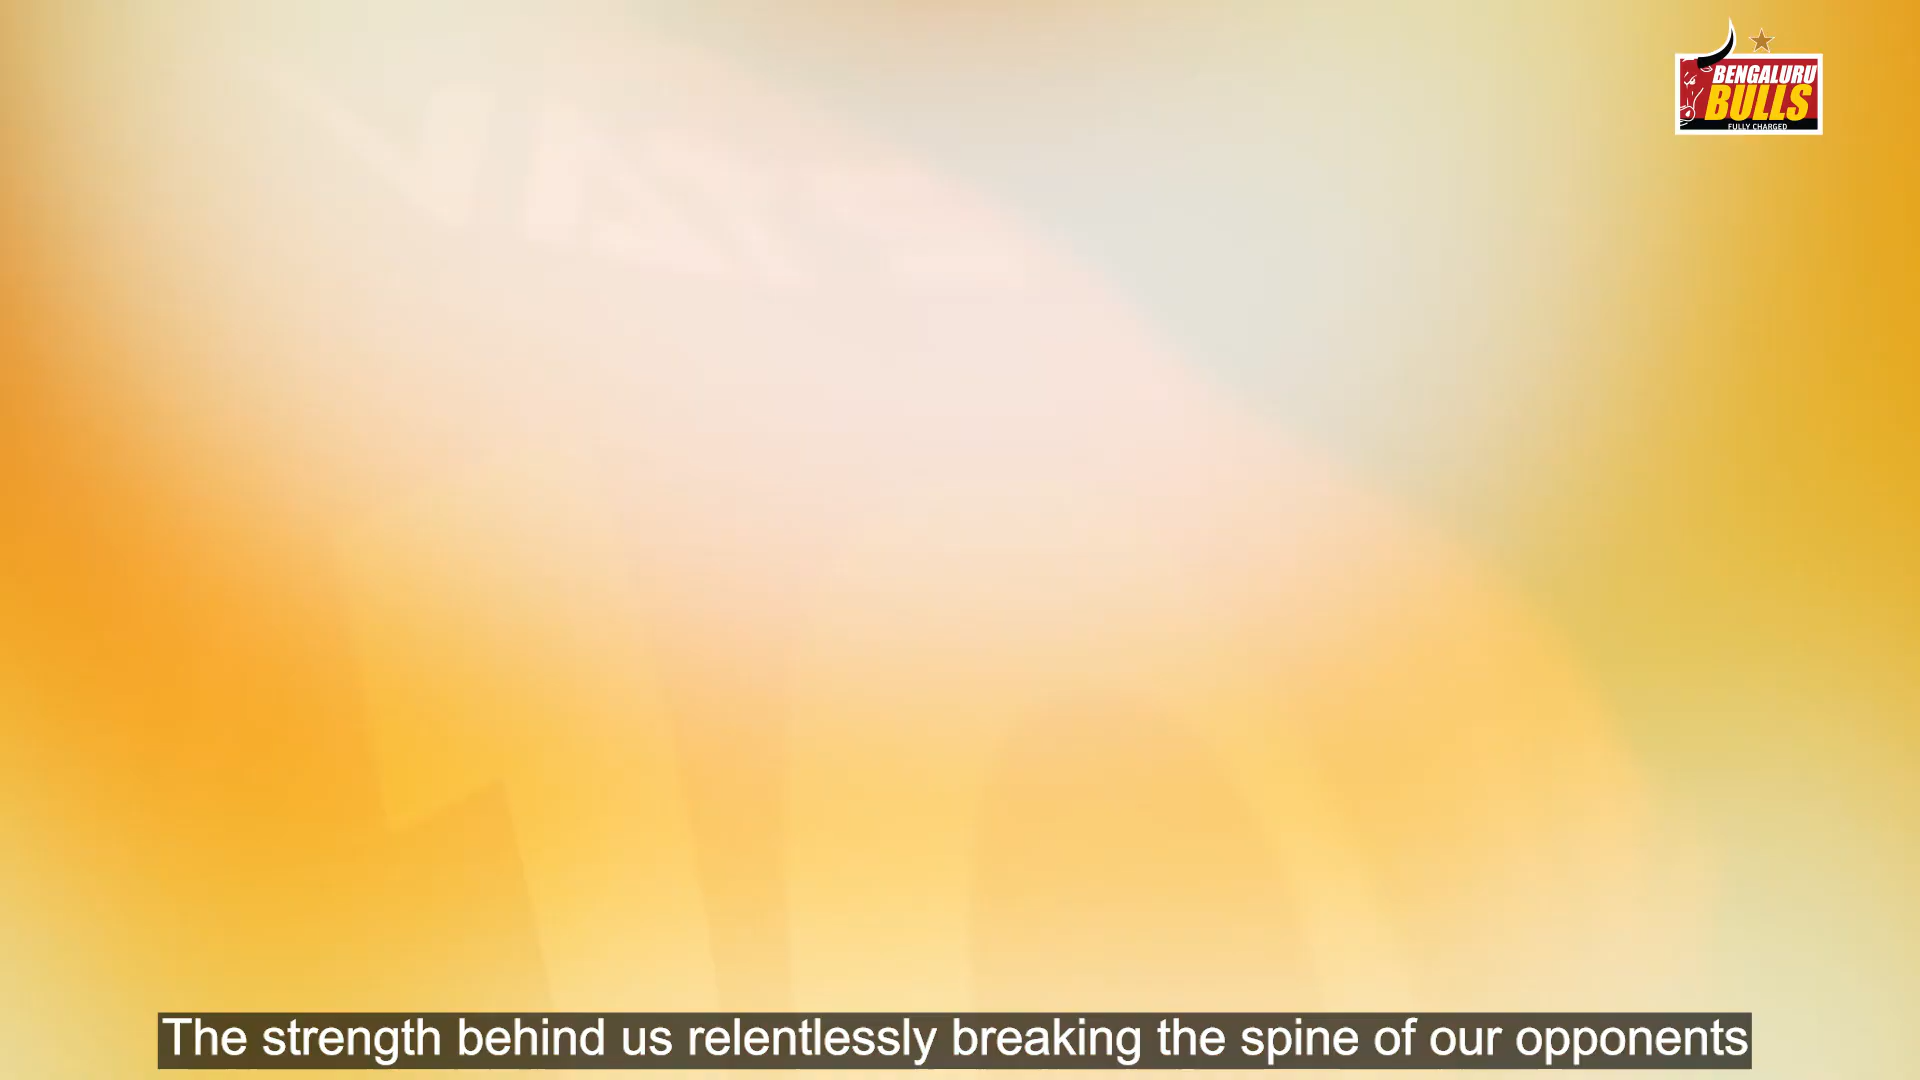 BENGALURU
BULLS
FULLY CHARGED
The strength behind us relentlessly breaking the spine of our opponents